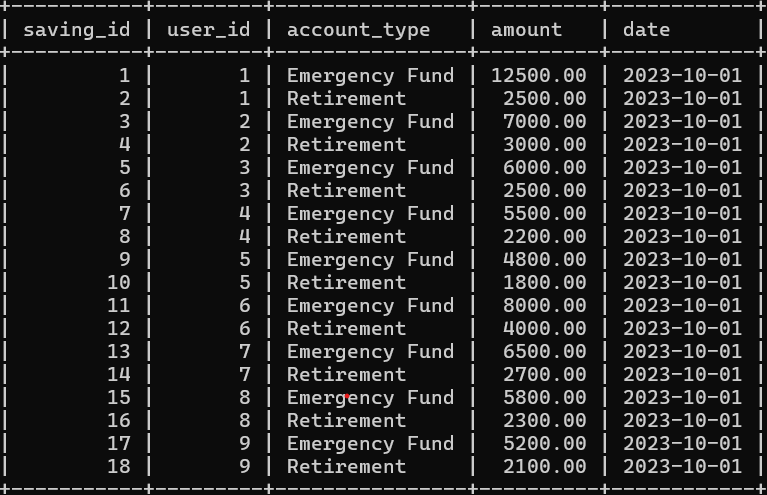 | saving_id | user_id | account_type | amount | date |
| 1 | 1 | Emergency Fund | 12500.00 | 2023-10-01 |
| 2 | 1 | Retirement | 2500.00 | 2023-10-01 |
| 3 | 2 | Emergency Fund | 7000.00 | 2023-10-01 |
| 4 | 2 | Retirement | 3000.00 | 2023-10-01 |
| 5 | 3 | Emergency Fund | 6000.00 | 2023-10-01 |
| 6 | 3 | Retirement | 2500.00 | 2023-10-01 |
| 7 | 4 | Emergency Fund | 5500.00 | 2023-10-01 |
| 8 | 4 | Retirement | 2200.00 | 2023-10-01 |
| 9 | 5 | Emergency Fund | 4800.00 | 2023-10-01 |
| 10 | 5 | Retirement | 1800.00 | 2023-10-01 |
| 11 | 6 | Emergency Fund | 8000.00 | 2023-10-01 |
| 12 | 6 | Retirement | 4000.00 | 2023-10-01 |
| 13 | 7 | Emergency Fund | 6500.00 | 2023-10-01 |
| 14 | 7 | Retirement | 2700.00 | 2023-10-01 |
| 15 | 8 | Emergency Fund | 5800.00 | 2023-10-01 |
| 16 | 8 | Retirement | 2300.00 | 2023-10-01 |
| 17 | 9 | Emergency Fund | 5200.00 | 2023-10-01 |
| 18 | 9 | Retirement | 2100.00 | 2023-10-01 |